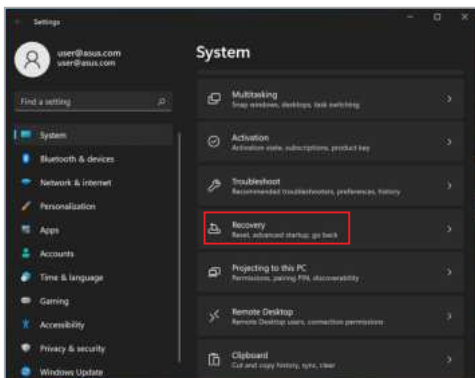 Settings
user@asus.com
user@asus.com
System
Find a setting
System
Bluetooth & devices
Network & internet
Personalization
Apps
Accounts
Time & language
Gaming
Accessibility
Privacy & security
Windows Update
Multitasking
Snap windows, desktops, task switching
Activation
Activation state, subscriptions, product key
Troubleshoot
Recommended troubleshooters, preferences, history
Recovery
Reset, advanced startup, go back
Projecting to this PC
Permissions, pairing PIN, discoverability
Remote Desktop
Remote Desktop users, connection permissions
Clipboard
Cut and copy history, sync, clear